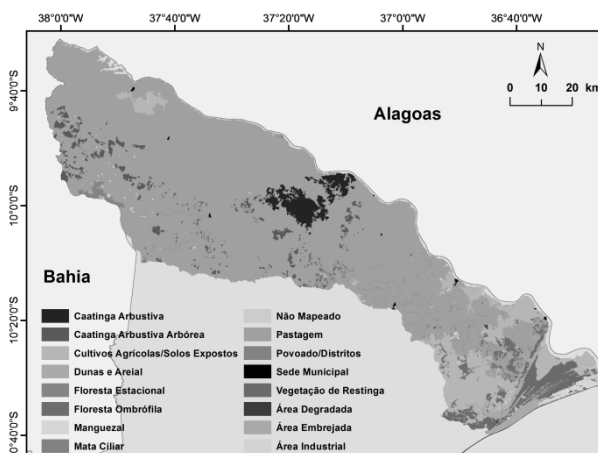 38°0'0"W 37°40'0"W 37°20'0"W 37°0'0"W 36°40'0"W
N
0 10 20 km
9°40'0"S
Alagoas
10°0'0"S
Bahia
10°20'0"S
10°40'0"S
Caatinga Arbustiva
Caatinga Arbustiva Arbórea
Cultivos Agrícolas/Solos Expostos
Dunas e Areial
Floresta Estacional
Floresta Ombrófila
Manguezal
Mata Ciliar
Não Mapeado
Pastagem
Povoado/Distritos
Sede Municipal
Vegetação de Restinga
Área Degradada
Área Embrejada
Área Industrial